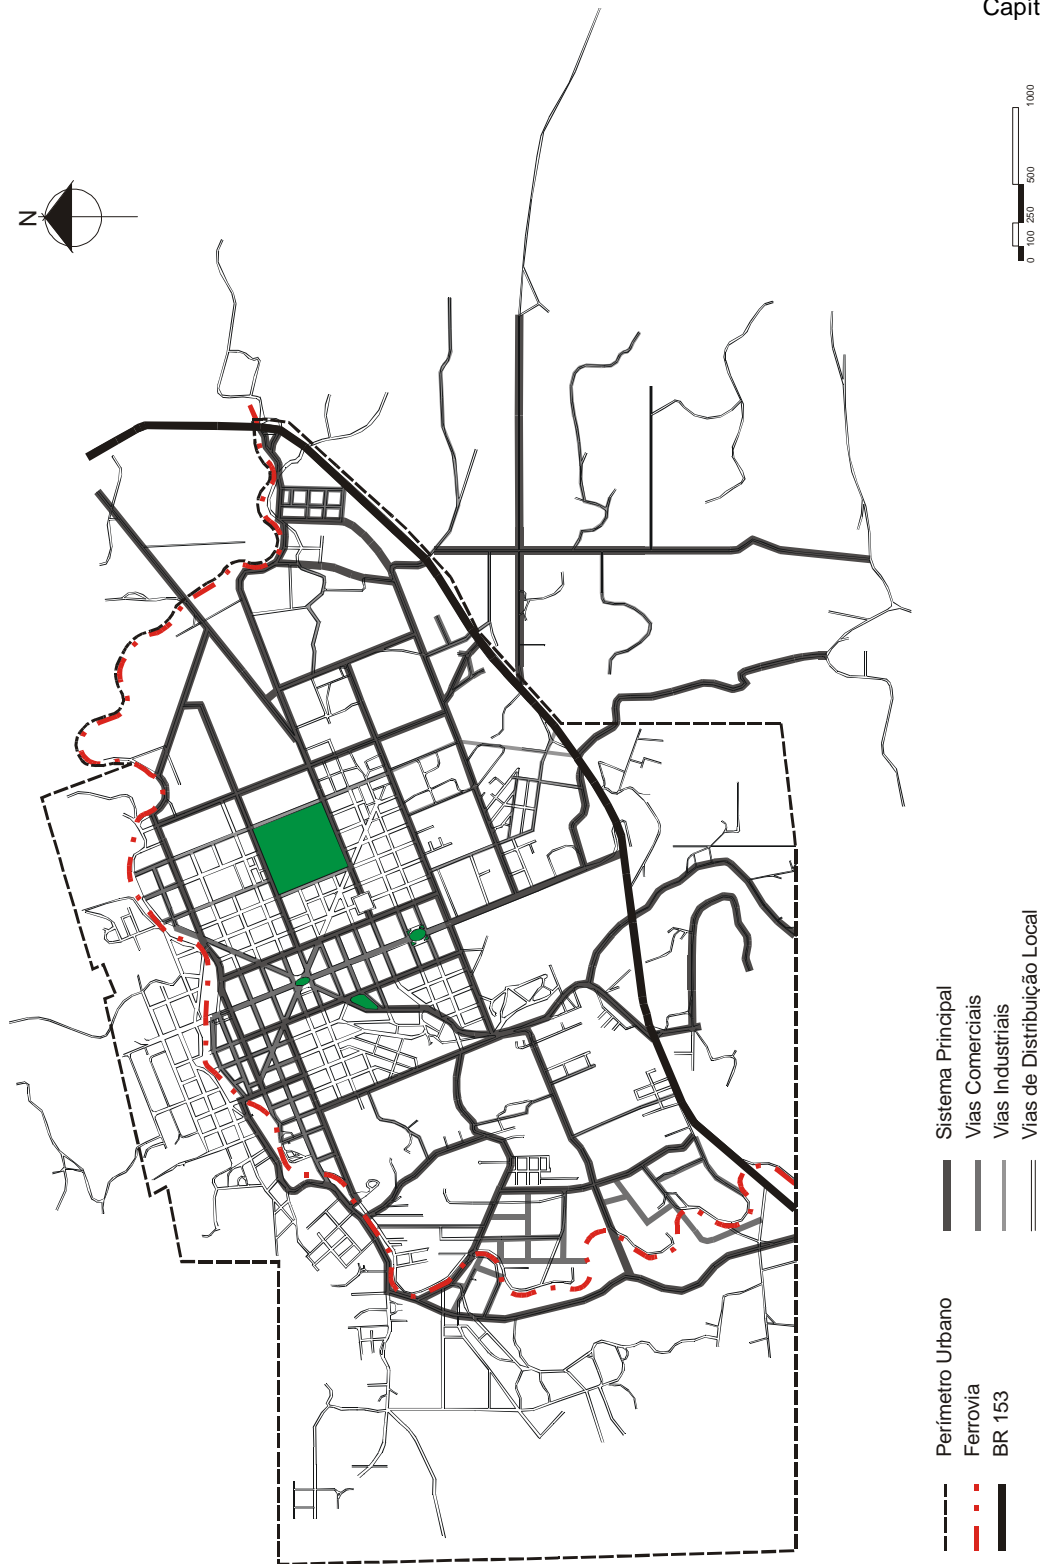 Capít
N
0 100 250 500 1000
Perímetro Urbano
Ferrovia
BR 153
Sistema Principal
Vias Comerciais
Vias Industriais
Vias de Distribuição Local